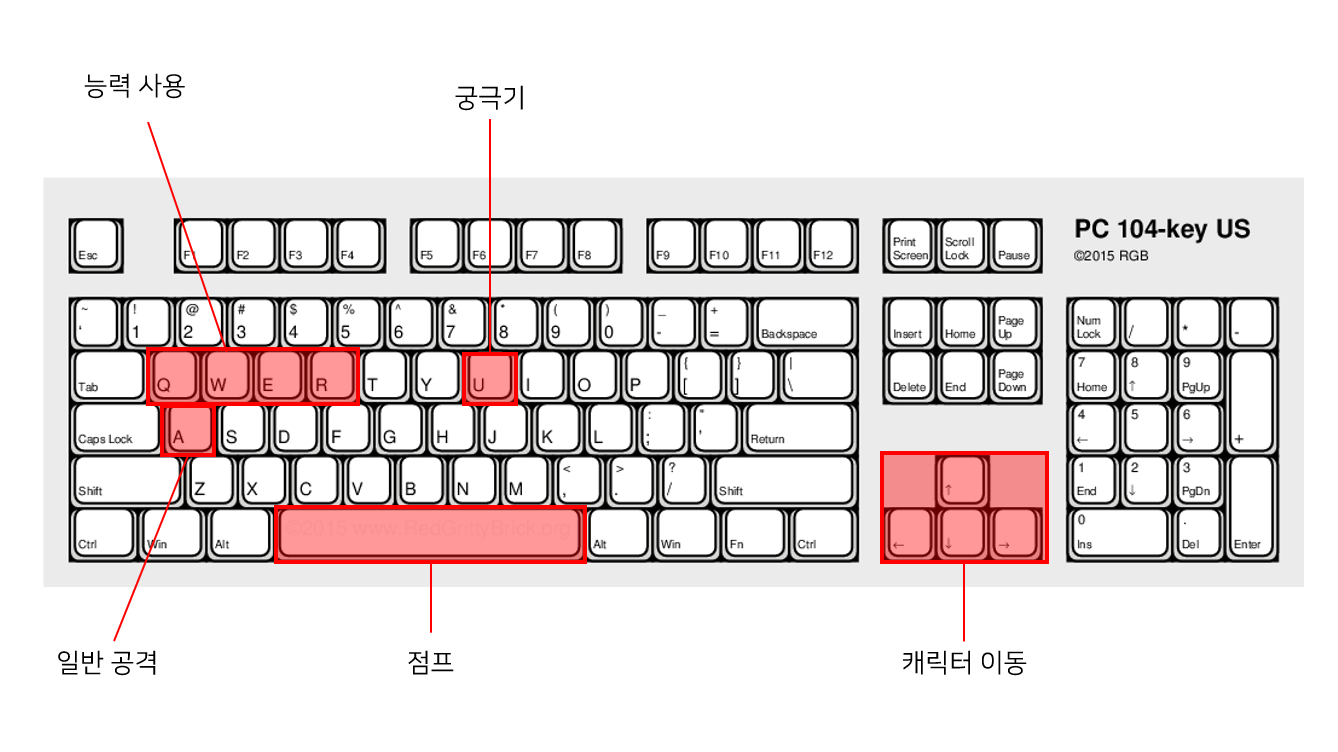 능력 사용
궁극기
PC 104-key US
©2015 RGB
Esc F1 F2 F3 F4 F5 F6 F7 F8 F9 F10 F11 F12 Print Screen Scroll Lock Pause
~ ` ! 1 @ 2 # 3 $ 4 % 5 ^ 6 & 7 * 8 ( 9 ) 0 _ - + = Backspace Insert Home Page Up Num Lock / * -
Tab Q W E R T Y U I O P { [ } ] | \ Delete End Page Down 7 Home 8 ↑ 9 PgUp +
Caps Lock A S D F G H J K L : ; " ' Return 4 ← 5 6 →
Shift Z X C V B N M < , > . ? / Shift ↑ 1 End 2 ↓ 3 PgDn Enter
Ctrl Win Alt ©2015 www.RedGrittyBrick.org Alt Win Fn Ctrl ← ↓ → 0 Ins . Del
일반 공격
점프
캐릭터 이동